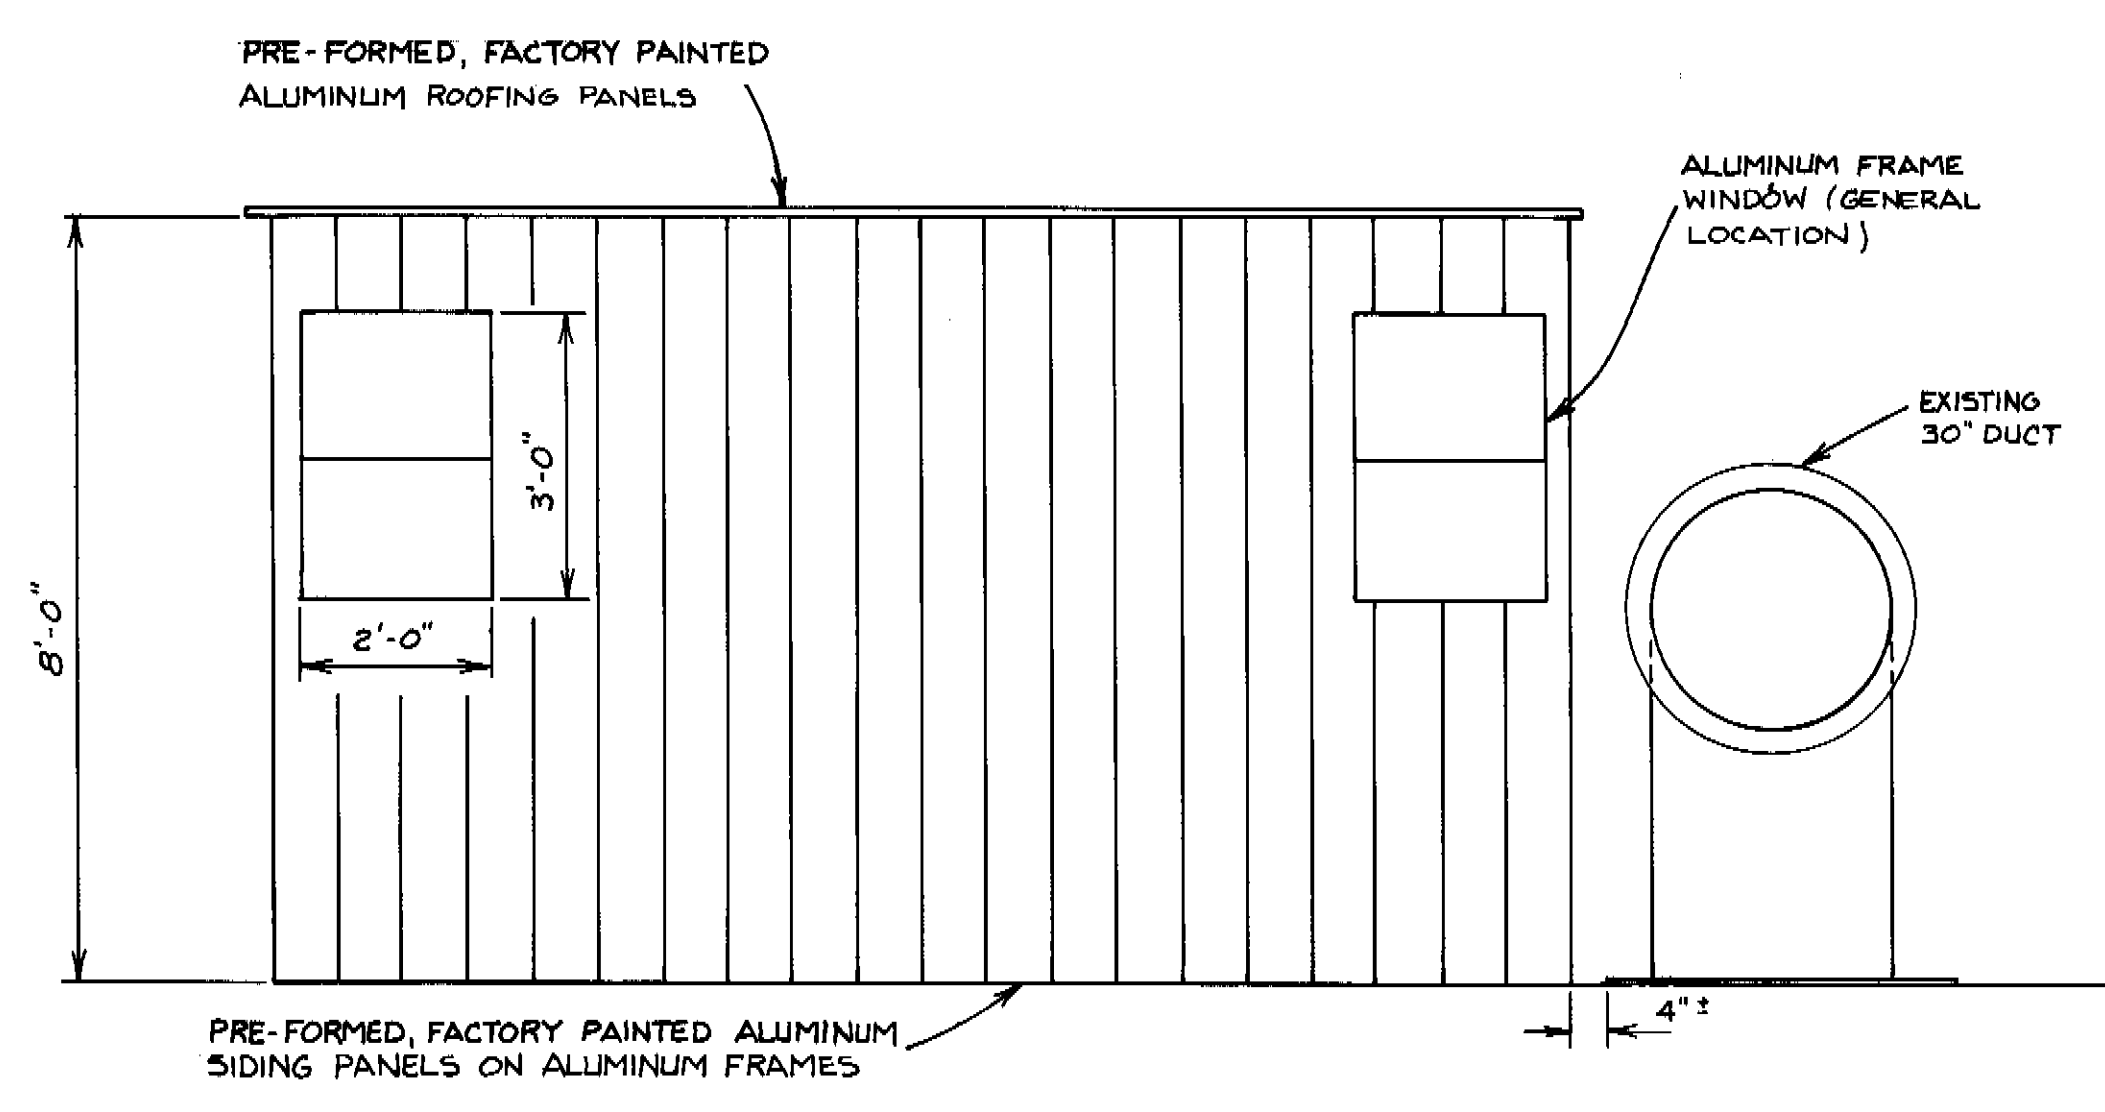 PRE-FORMED, FACTORY PAINTED
ALUMINUM ROOFING PANELS
ALUMINUM FRAME
WINDOW (GENERAL
LOCATION)
EXISTING
30" DUCT
3'-0"
2'-0"
8'-0"
4" ±
PRE-FORMED, FACTORY PAINTED ALUMINUM
SIDING PANELS ON ALUMINUM FRAMES